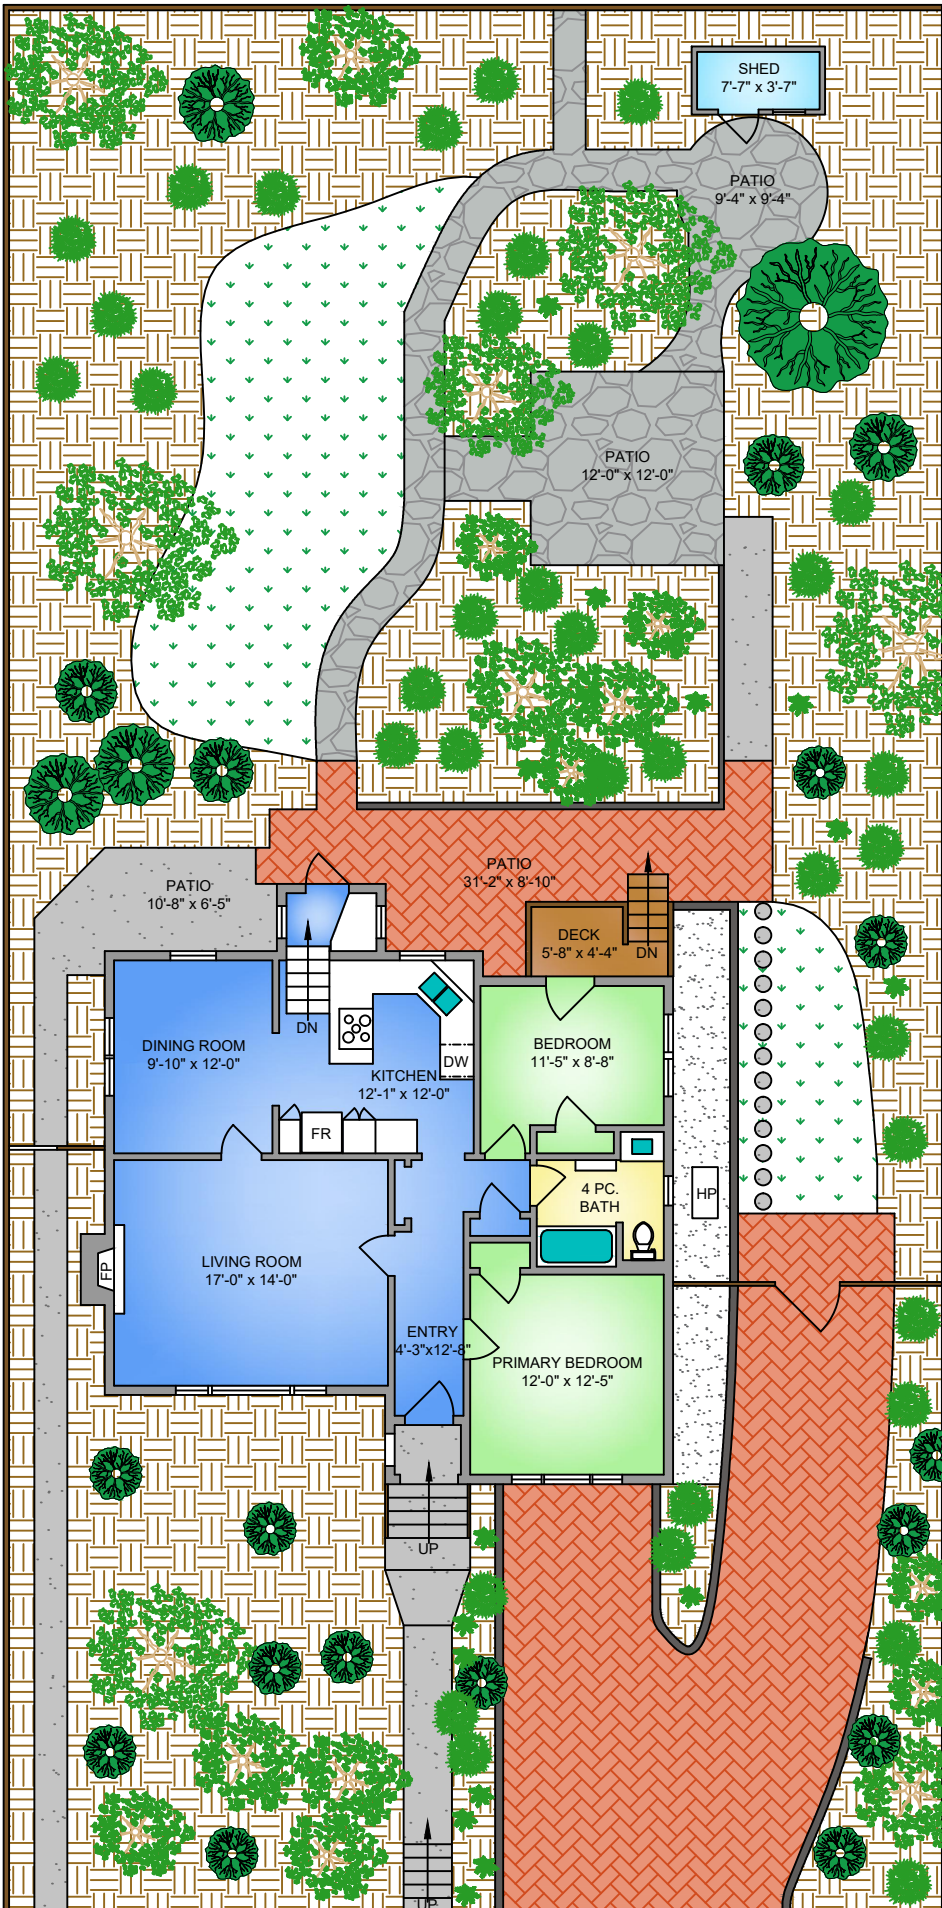 SHED
7'-7" x 3'-7"
PATIO
9'-4" x 9'-4"
PATIO
12'-0" x 12'-0"
PATIO
31'-2" x 8'-10"
PATIO
10'-8" x 6'-5"
DECK
5'-8" x 4'-4"
DN
DN
DINING ROOM
9'-10" x 12'-0"
KITCHEN
12'-1" x 12'-0"
DW
FR
BEDROOM
11'-5" x 8'-8"
4 PC.
BATH
HP
LIVING ROOM
17'-0" x 14'-0"
FP
ENTRY
4'-3"x12'-8"
PRIMARY BEDROOM
12'-0" x 12'-5"
UP
UP